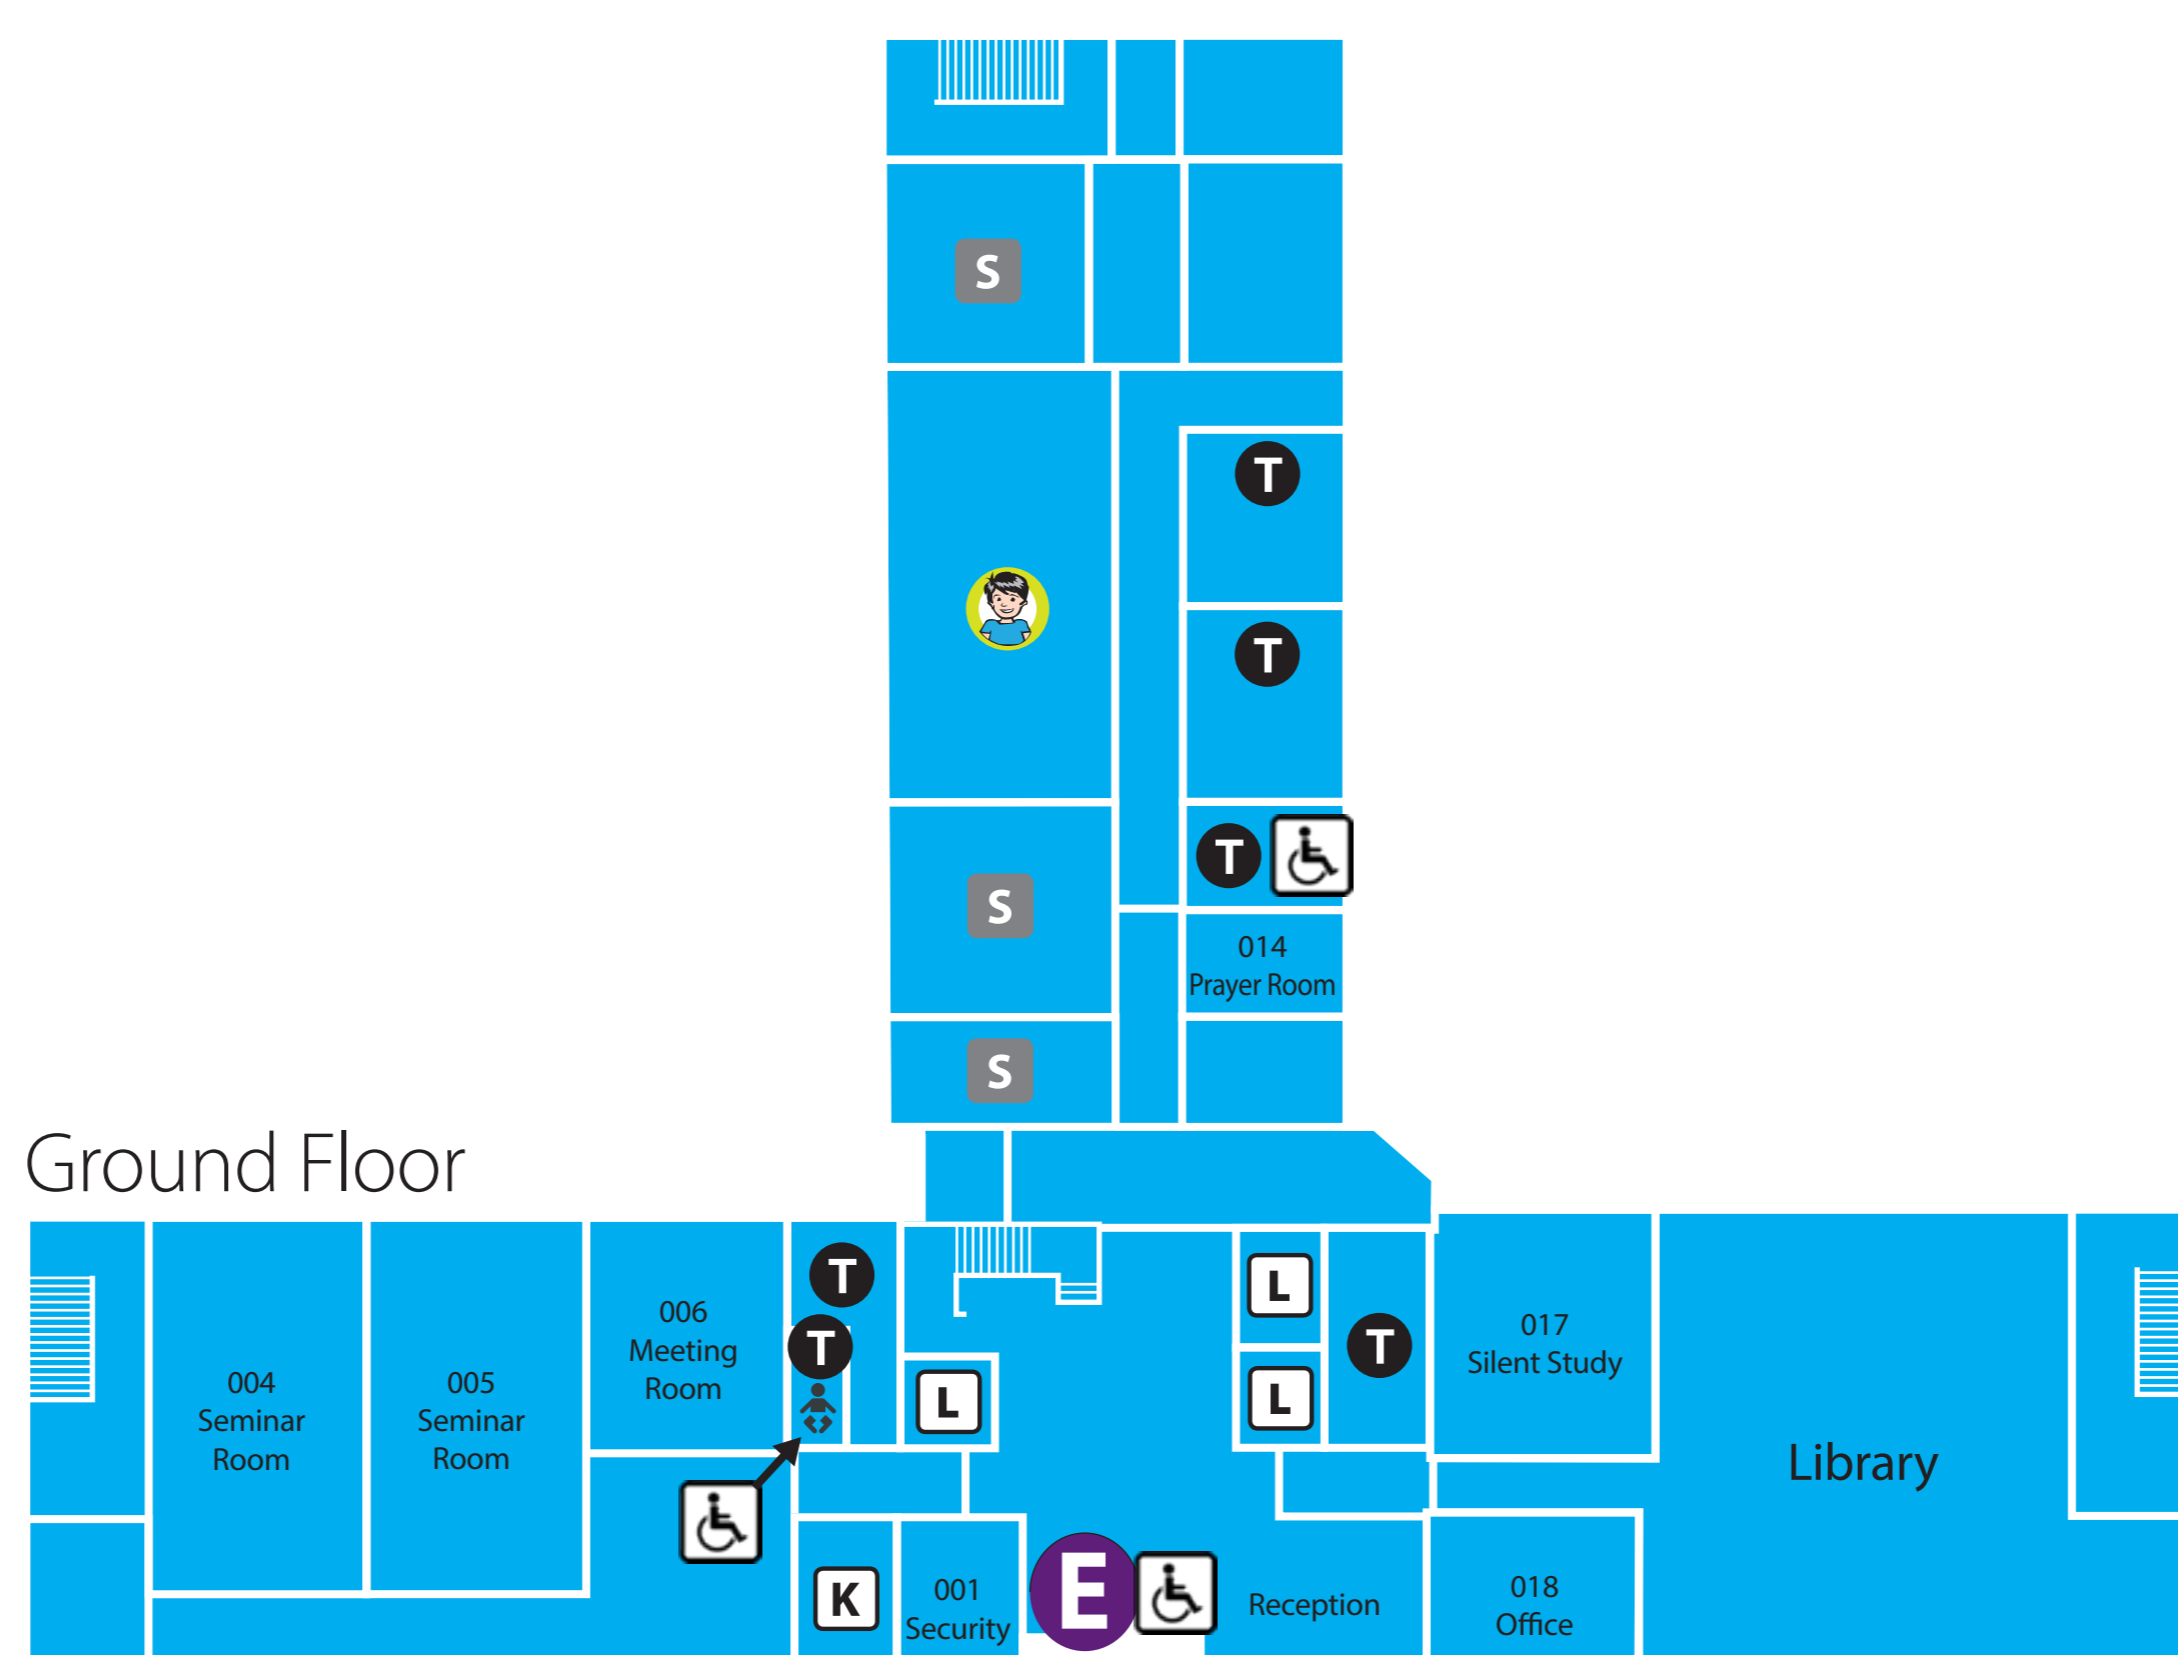 S
T
T
T
S
014
Prayer Room
S
Ground Floor
T
T
L
L
L
T
006
Meeting
Room
004
Seminar
Room
005
Seminar
Room
017
Silent Study
Library
K
001
Security
E
Reception
018
Office